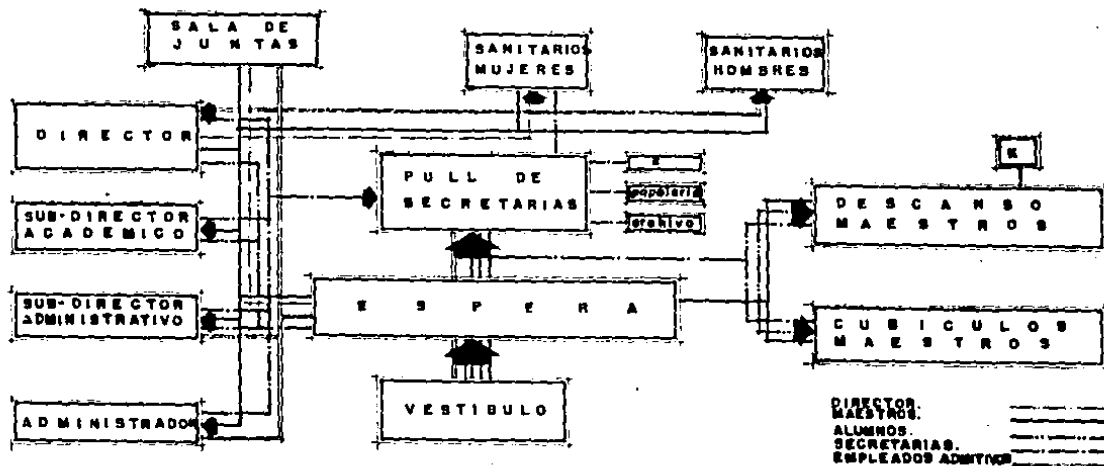 SALA DE
JUNTAS
SANITARIOS
MUJERES
SANITARIOS
HOMBRES
DIRECTOR
PULL DE
SECRETARIAS
K
papeleria
archivo
K
DESCANSO
MAESTROS
SUB-DIRECTOR
ACADEMICO
SUB-DIRECTOR
ADMINISTRATIVO
ESPERA
CUBICULOS
MAESTROS
ADMINISTRADOR
VESTIBULO
DIRECTOR.
MAESTROS.
ALUMNOS.
SECRETARIAS.
EMPLEADOS ADMTIVOS